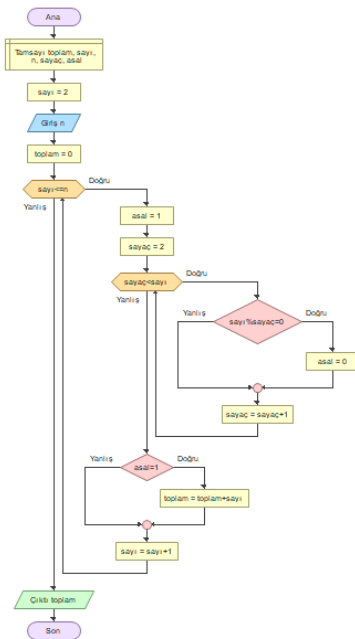 Ana
Tamsayı toplam, sayı,
n, sayaç, asal
sayı = 2
Giriş n
toplam = 0
sayı<=n
Doğru
Yanlış
asal = 1
sayaç = 2
sayaç<sayı
Doğru
Yanlış
sayı%sayaç=0
Yanlış
Doğru
asal = 0
sayaç = sayaç+1
asal=1
Yanlış
Doğru
toplam = toplam+sayı
sayı = sayı+1
Çıktı toplam
Son